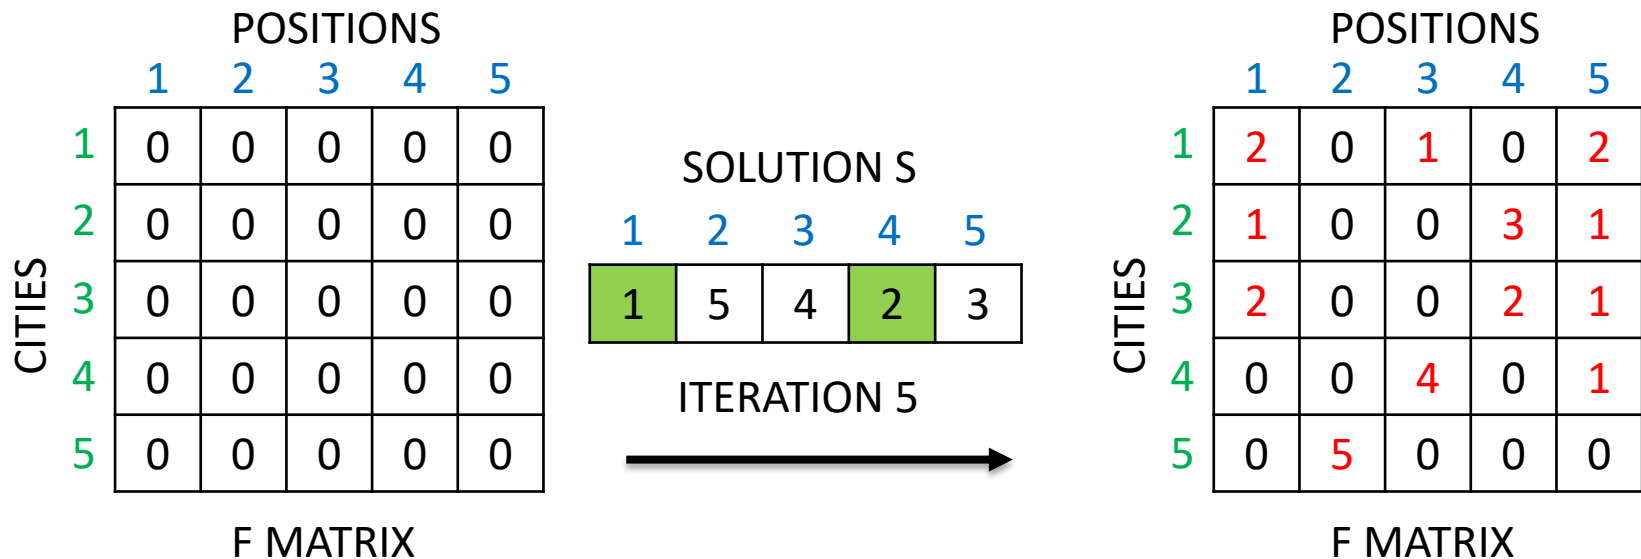 POSITIONS
1 2 3 4 5
CITIES
1 0 0 0 0 0
2 0 0 0 0 0
3 0 0 0 0 0
4 0 0 0 0 0
5 0 0 0 0 0
F MATRIX
SOLUTION S
1 2 3 4 5
1 5 4 2 3
ITERATION 5
POSITIONS
1 2 3 4 5
CITIES
1 2 0 1 0 2
2 1 0 0 3 1
3 2 0 0 2 1
4 0 0 4 0 1
5 0 5 0 0 0
F MATRIX